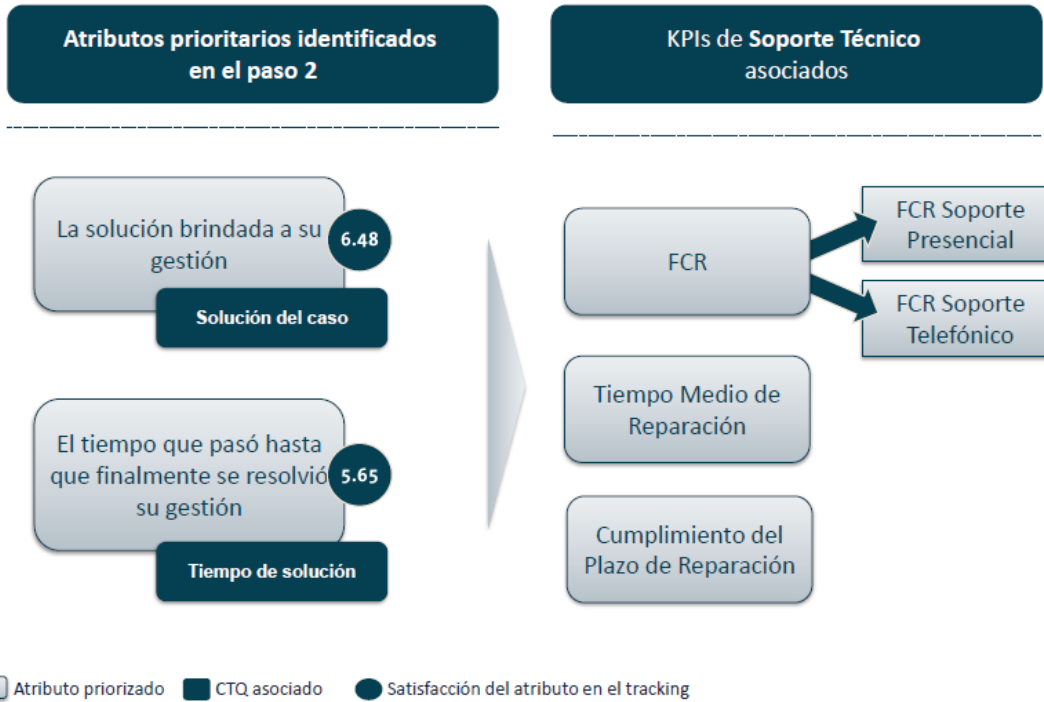 Atributos prioritarios identificados
en el paso 2
KPIs de Soporte Técnico
asociados
La solución brindada a su
gestión
6.48
Solución del caso
El tiempo que pasó hasta
que finalmente se resolvió
su gestión
5.65
Tiempo de solución
FCR
FCR Soporte
Presencial
FCR Soporte
Telefónico
Tiempo Medio de
Reparación
Cumplimiento del
Plazo de Reparación
Atributo priorizado
CTQ asociado
Satisfacción del atributo en el tracking